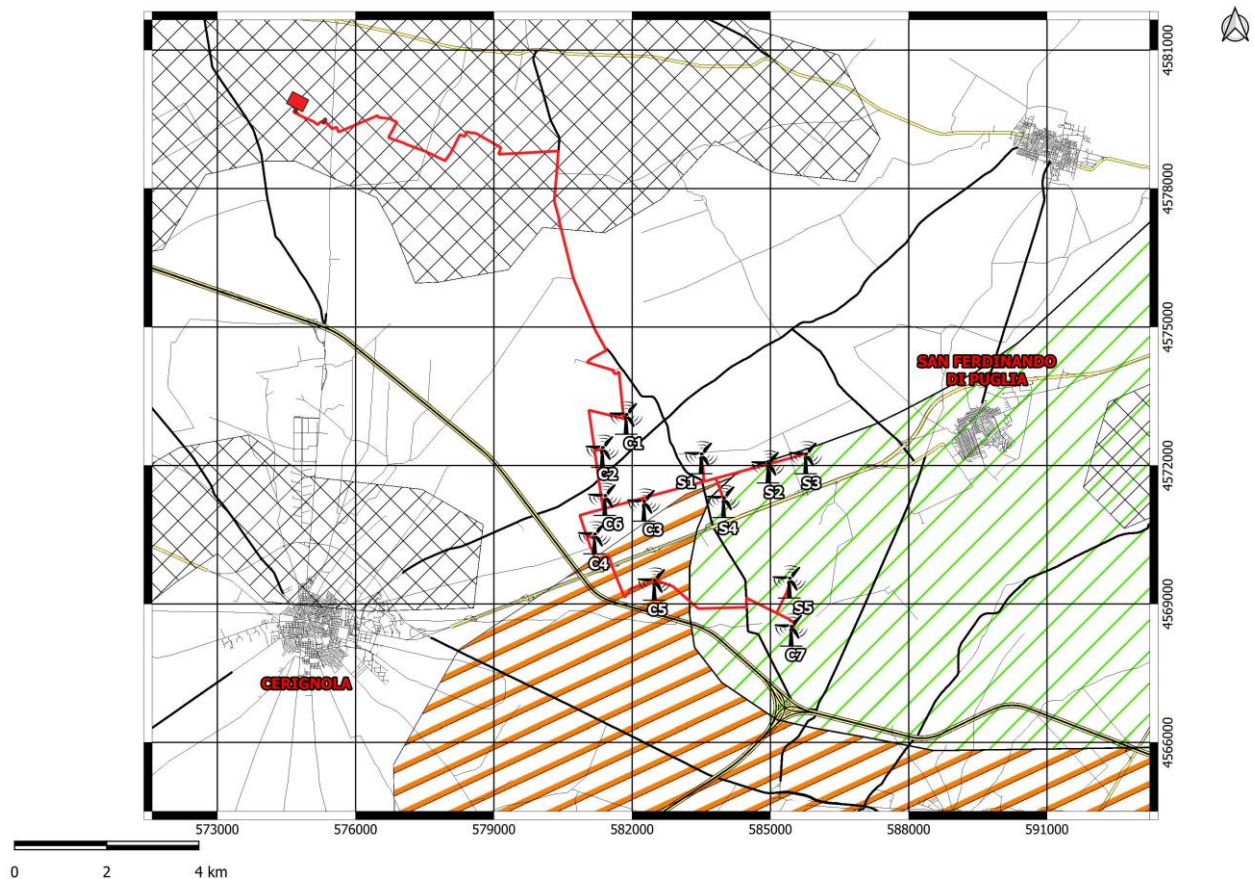 4581000
4578000
4575000
SAN FERDINANDO
DI PUGLIA
C1
C2
S1
S2
S3
4572000
C6
C3
S4
C4
C5
S5
4569000
C7
CERIGNOLA
4566000
573000 576000 579000 582000 585000 588000 591000
0 2 4 km